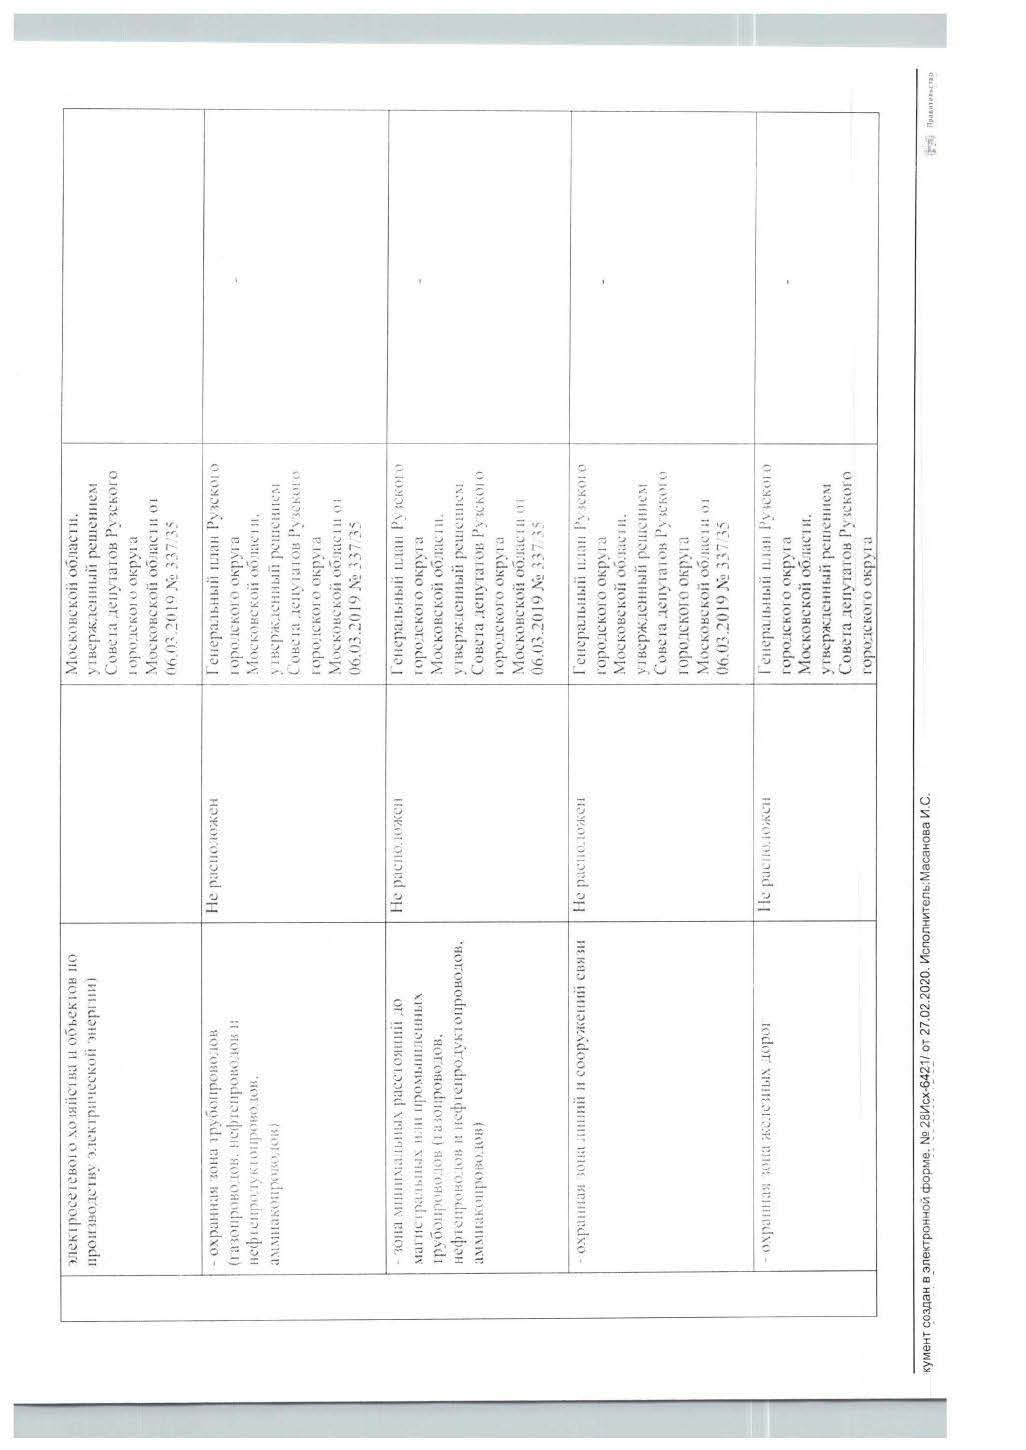 электросетевого хозяйства и объектов по
производству электрической энергии)
Московской области,
утвержденный решением
Совета депутатов Рузского
городского округа
Московской области от
06.03.2019 № 337/35
- охранная зона трубопроводов
(газопроводов, нефтепроводов и
нефтепродуктопроводов,
аммиакопроводов)
Не расположен
Генеральный план Рузского
городского округа
Московской области,
утвержденный решением
Совета депутатов Рузского
городского округа
Московской области от
06.03.2019 № 337/35
-
- зона минимальных расстояний до
магистральных или промышленных
трубопроводов (газопроводов,
нефтепроводов и нефтепродуктопроводов,
аммиакопроводов)
Не расположен
Генеральный план Рузского
городского округа
Московской области,
утвержденный решением
Совета депутатов Рузского
городского округа
Московской области от
06.03.2019 № 337/35
-
- охранная зона линий и сооружений связи
Не расположен
Генеральный план Рузского
городского округа
Московской области,
утвержденный решением
Совета депутатов Рузского
городского округа
Московской области от
06.03.2019 № 337/35
-
- охранная зона железных дорог
Не расположен
Генеральный план Рузского
городского округа
Московской области,
утвержденный решением
Совета депутатов Рузского
городского округа
-
кумент создан в электронной форме. № 28Исх-6421/ от 27.02.2020. Исполнитель:Масанова И.С.
Правительство